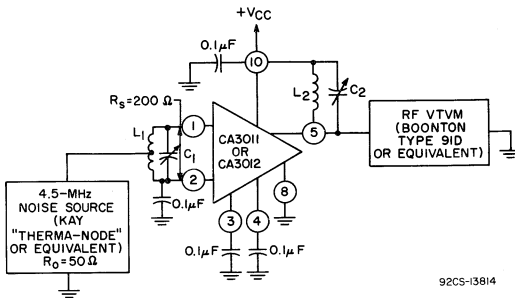 +VCC
0.1µF
10
RS=200 Ω
L2
C2
L1
C1
1
2
CA3011
OR
CA3012
5
8
3
4
RF VTVM
(BOONTON
TYPE 91D
OR EQUIVALENT)
0.1µF
4.5-MHz
NOISE SOURCE
(KAY
"THERMA-NODE"
OR EQUIVALENT)
RO=50Ω
0.1µF
0.1µF
92CS-13814